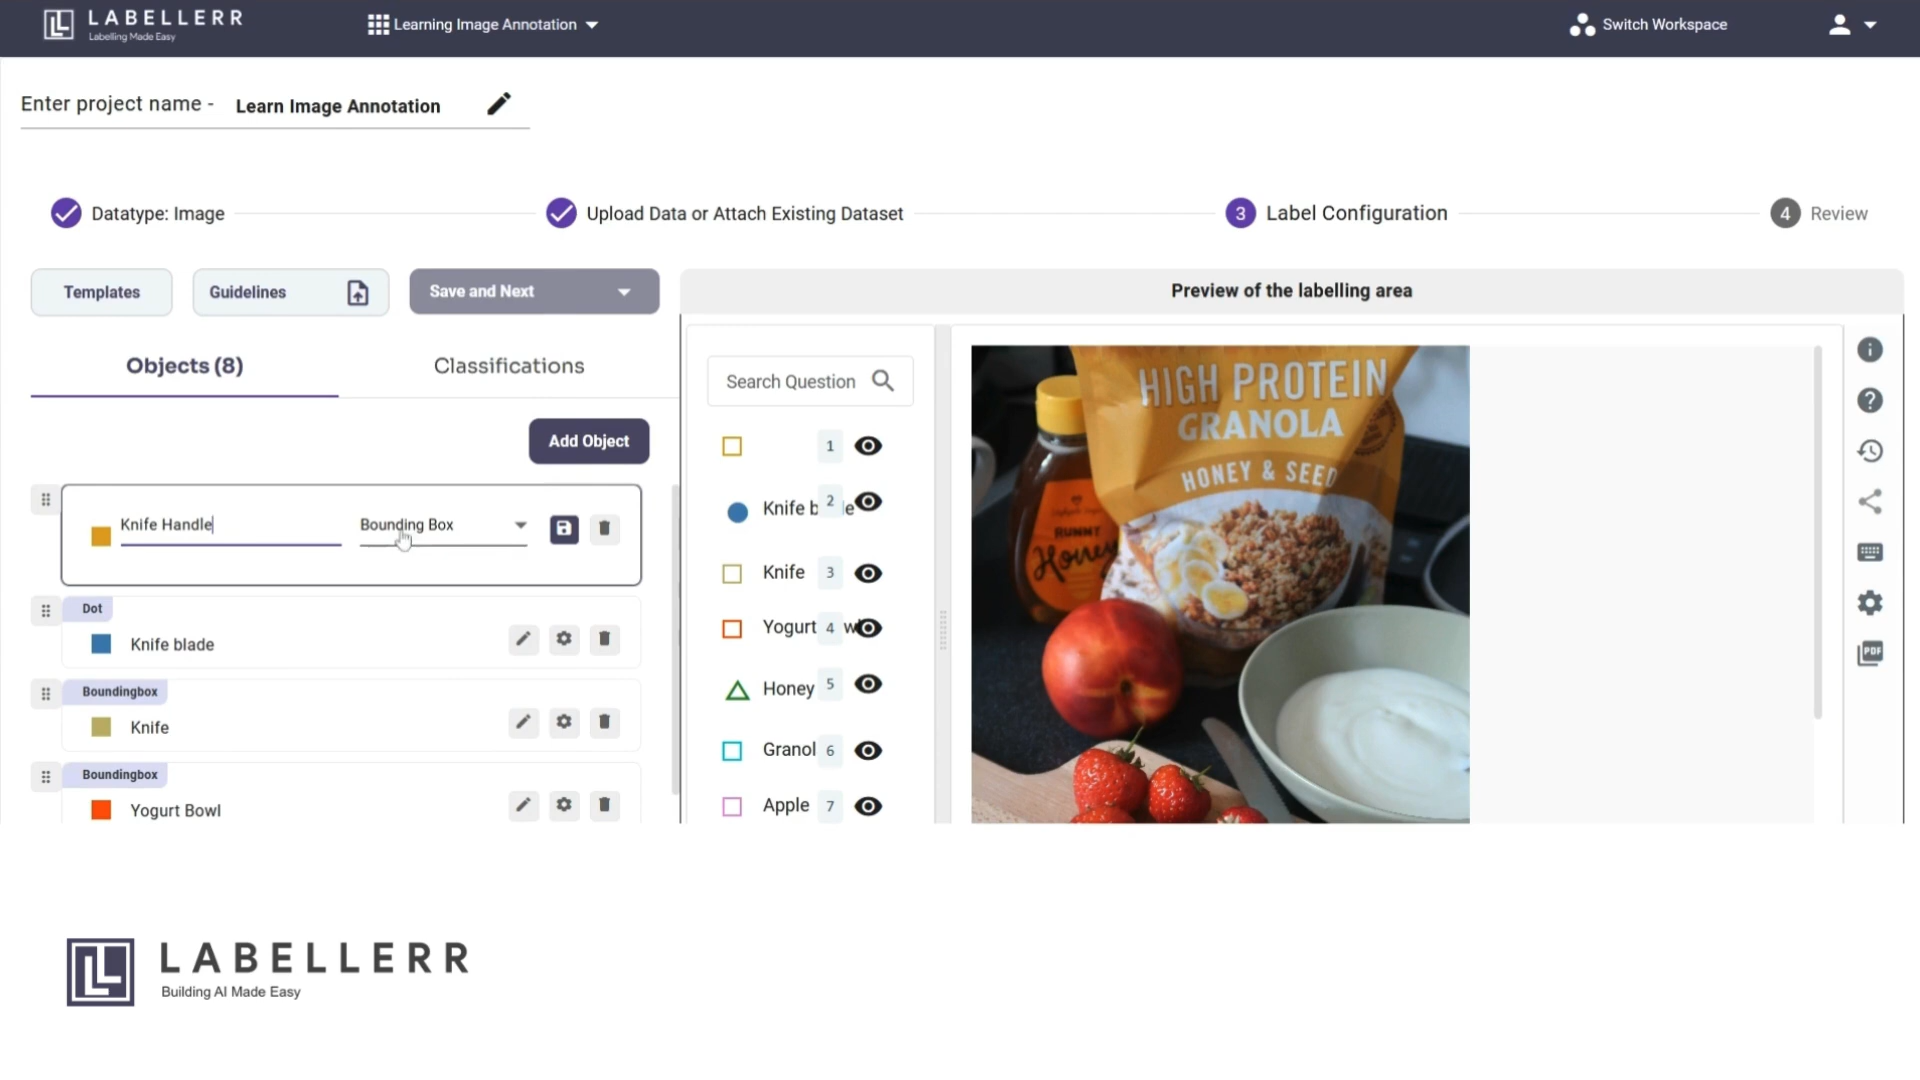 LABELLERR
Labelling Made Easy
Learning Image Annotation
Switch Workspace
Enter project name -
Learn Image Annotation
Datatype: Image
Upload Data or Attach Existing Dataset
3 Label Configuration
4 Review
Templates
Guidelines
Save and Next
Preview of the labelling area
Objects (8)
Classifications
Add Object
Knife Handle
Bounding Box
Dot
Knife blade
Boundingbox
Knife
Boundingbox
Yogurt Bowl
Search Question
1
Knife b 2 e
Knife 3
Yogurt 4 w
Honey 5
Granol 6
Apple 7
HIGH PROTEIN
GRANOLA
HONEY & SEED
RUNNY
Honey
PDF
LABELLERR
Building AI Made Easy